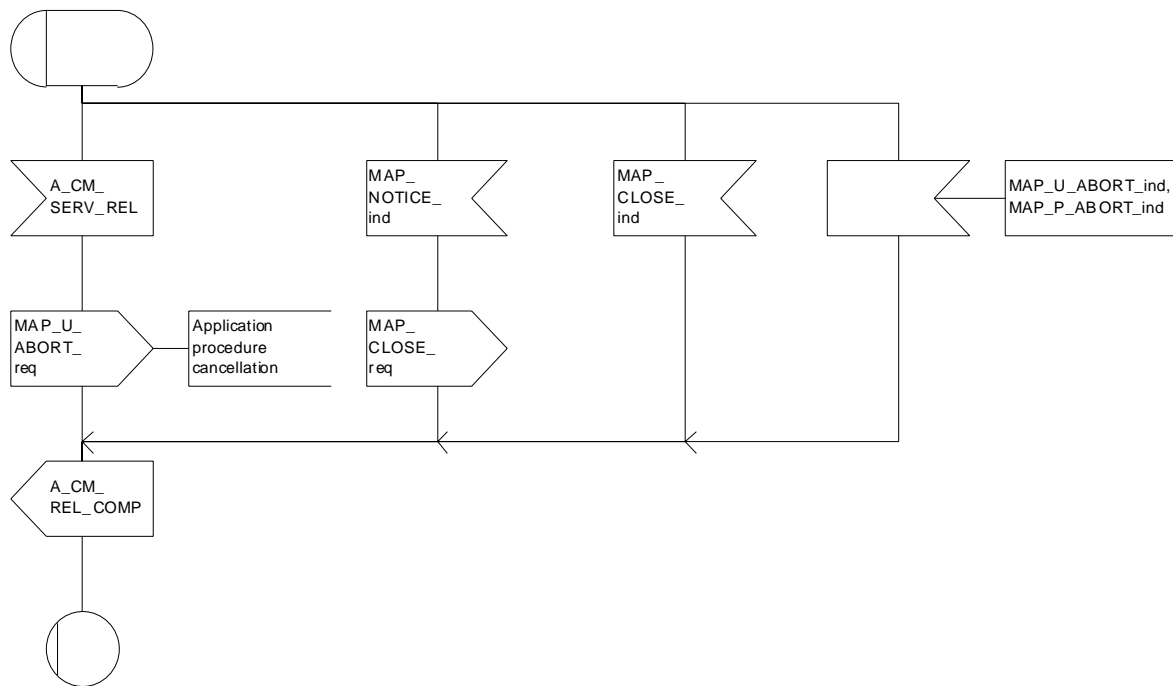 A_CM_
SERV_REL
MAP_
NOTICE_
ind
MAP_
CLOSE_
ind
MAP_U_ABORT_ind,
MAP_P_ABORT_ind
MAP_U_
ABORT_
req
Application
procedure
cancellation
MAP_
CLOSE_
req
A_CM_
REL_COMP